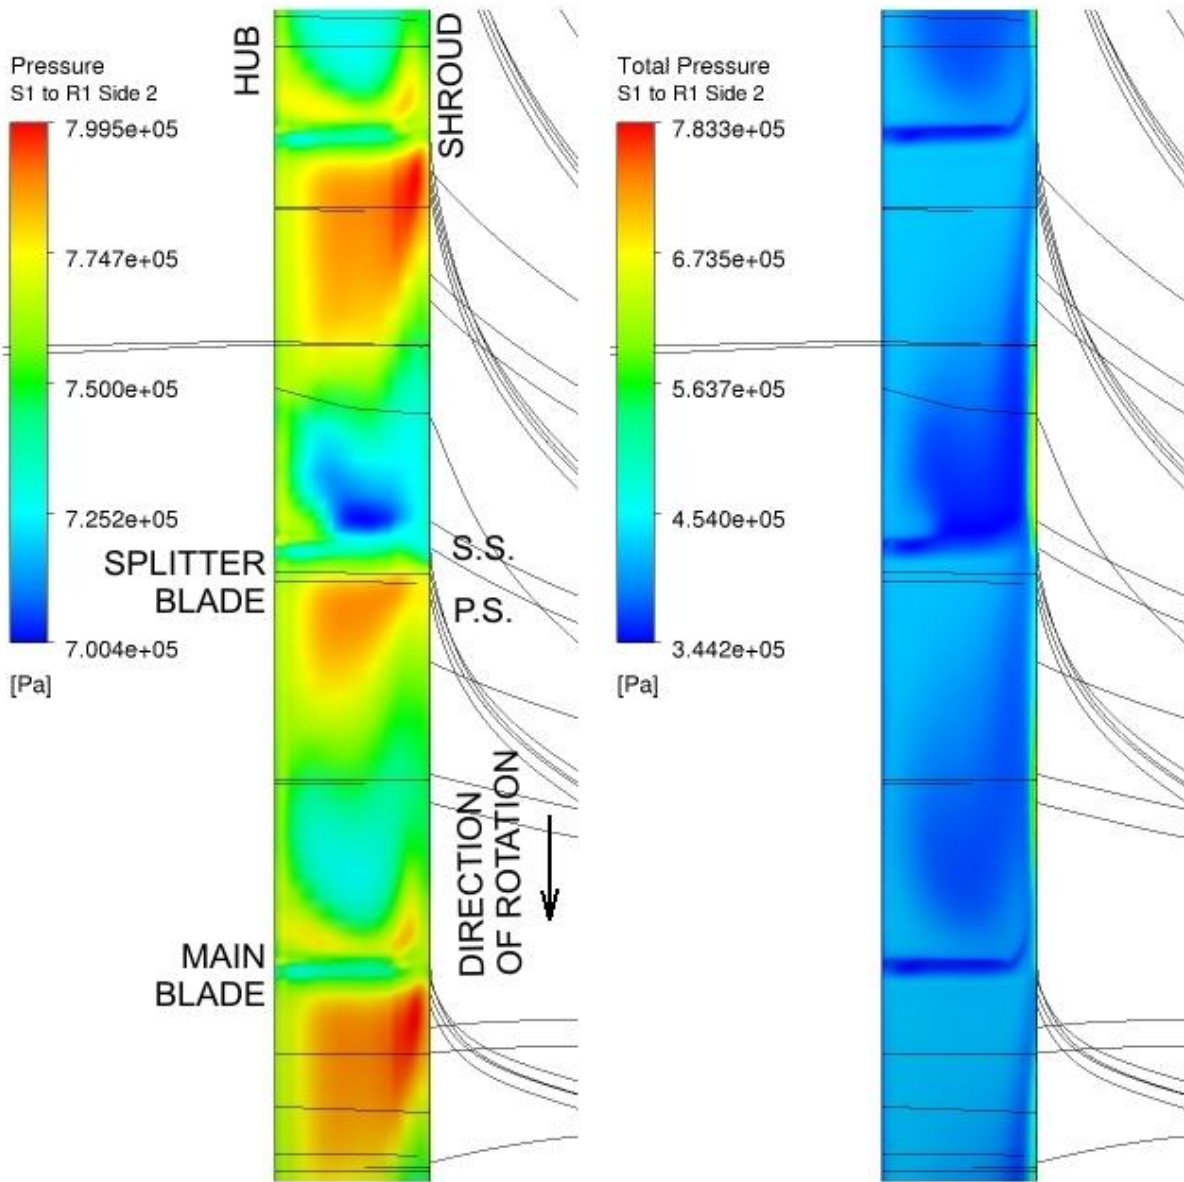 HUB
SHROUD
Pressure
S1 to R1 Side 2
7.995e+05
7.747e+05
7.500e+05
7.252e+05
7.004e+05
[Pa]
SPLITTER
BLADE
S.S.
P.S.
DIRECTION
OF ROTATION
MAIN
BLADE
Total Pressure
S1 to R1 Side 2
7.833e+05
6.735e+05
5.637e+05
4.540e+05
3.442e+05
[Pa]